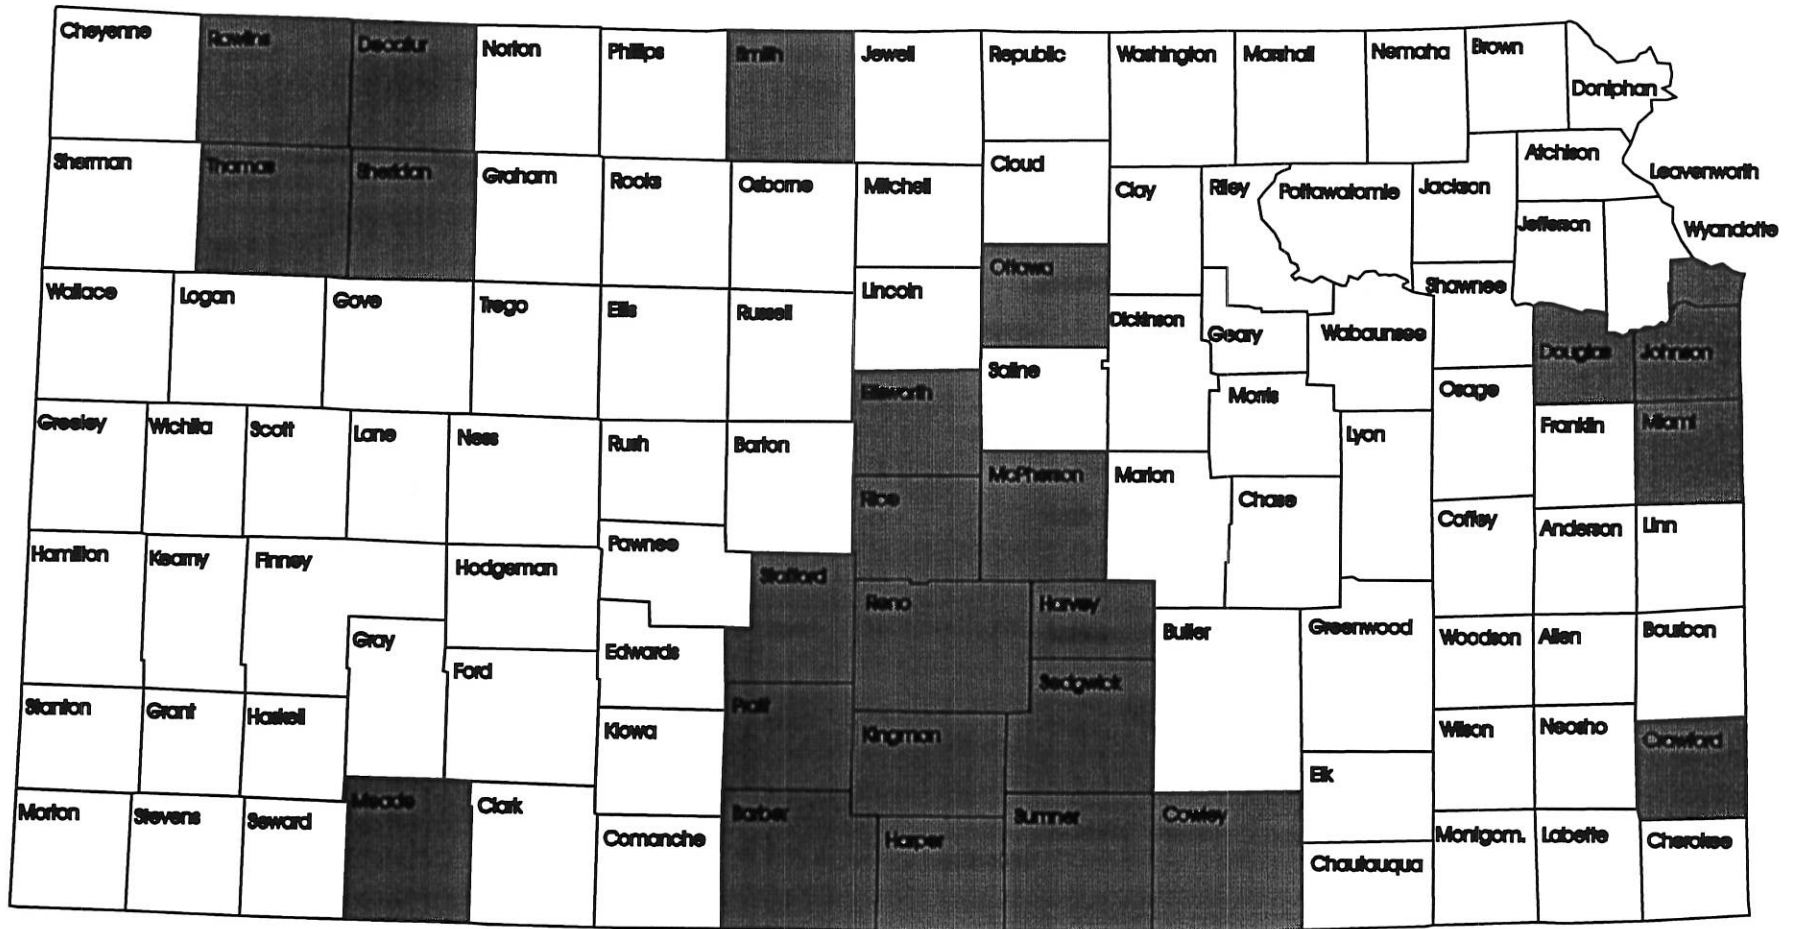 Cheyenne Rawlins Decatur Norton Phillips Smith Jewell Republic Washington Marshall Nemaha Brown Doniphan
Sherman Thomas Sheridan Graham Rooks Osborne Mitchell Cloud Clay Riley Pottawatomie Jackson Atchison Leavenworth
Jefferson Wyandotte
Wallace Logan Gove Trego Ellis Russell Lincoln Ottawa Dickinson Geary Wabaunsee Shawnee Douglas Johnson
Ellsworth Saline Morris Osage
Greeley Wichita Scott Lane Ness Rush Barton Rice McPherson Marion Chase Lyon Franklin Miami
Hamilton Kearny Finney Hodgeman Pawnee Stafford Coffey Anderson Linn
Gray Ford Edwards Reno Harvey Butler Greenwood Woodson Allen Bourbon
Stanton Grant Haskell Kiowa Pratt Kingman Sedgwick Elk Wilson Neosho Crawford
Morton Stevens Seward Meade Clark Comanche Barber Harper Sumner Cowley Chautauqua Montgom. Labette Cherokee